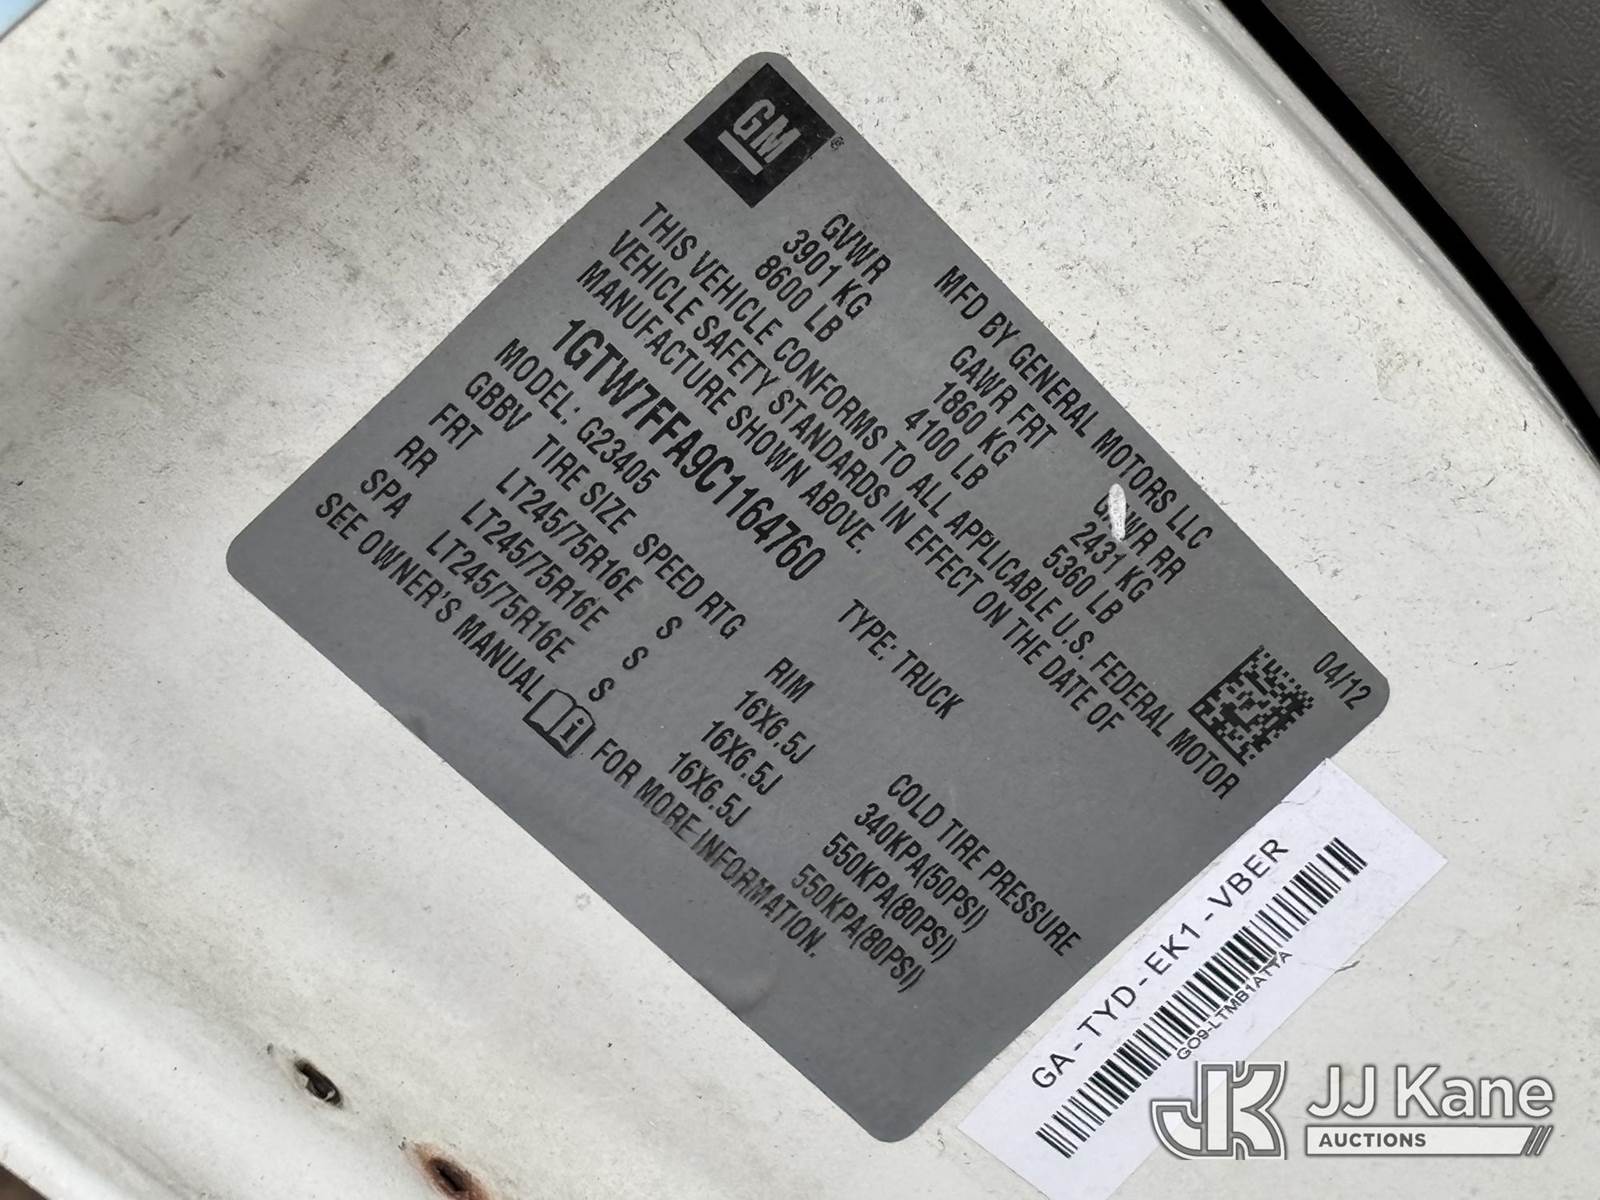 GM®
MFD BY GENERAL MOTORS LLC 04/12
GVWR GAWR FRT GAWR RR
3901 KG 1860 KG 2431 KG
8600 LB 4100 LB 5360 LB
THIS VEHICLE CONFORMS TO ALL APPLICABLE U.S. FEDERAL MOTOR
VEHICLE SAFETY STANDARDS IN EFFECT ON THE DATE OF
MANUFACTURE SHOWN ABOVE.
1GTW7FFA9C1164760 TYPE: TRUCK
MODEL: G23405
GBBV TIRE SIZE SPEED RTG RIM COLD TIRE PRESSURE
FRT LT245/75R16E S 16X6.5J 340KPA(50PSI)
RR LT245/75R16E S 16X6.5J 550KPA(80PSI)
SPA LT245/75R16E S 16X6.5J 550KPA(80PSI)
SEE OWNER'S MANUAL i FOR MORE INFORMATION.
GA-TYD-EK1-VBER
GO9-LTMB1ATYA
JK JJ Kane
AUCTIONS